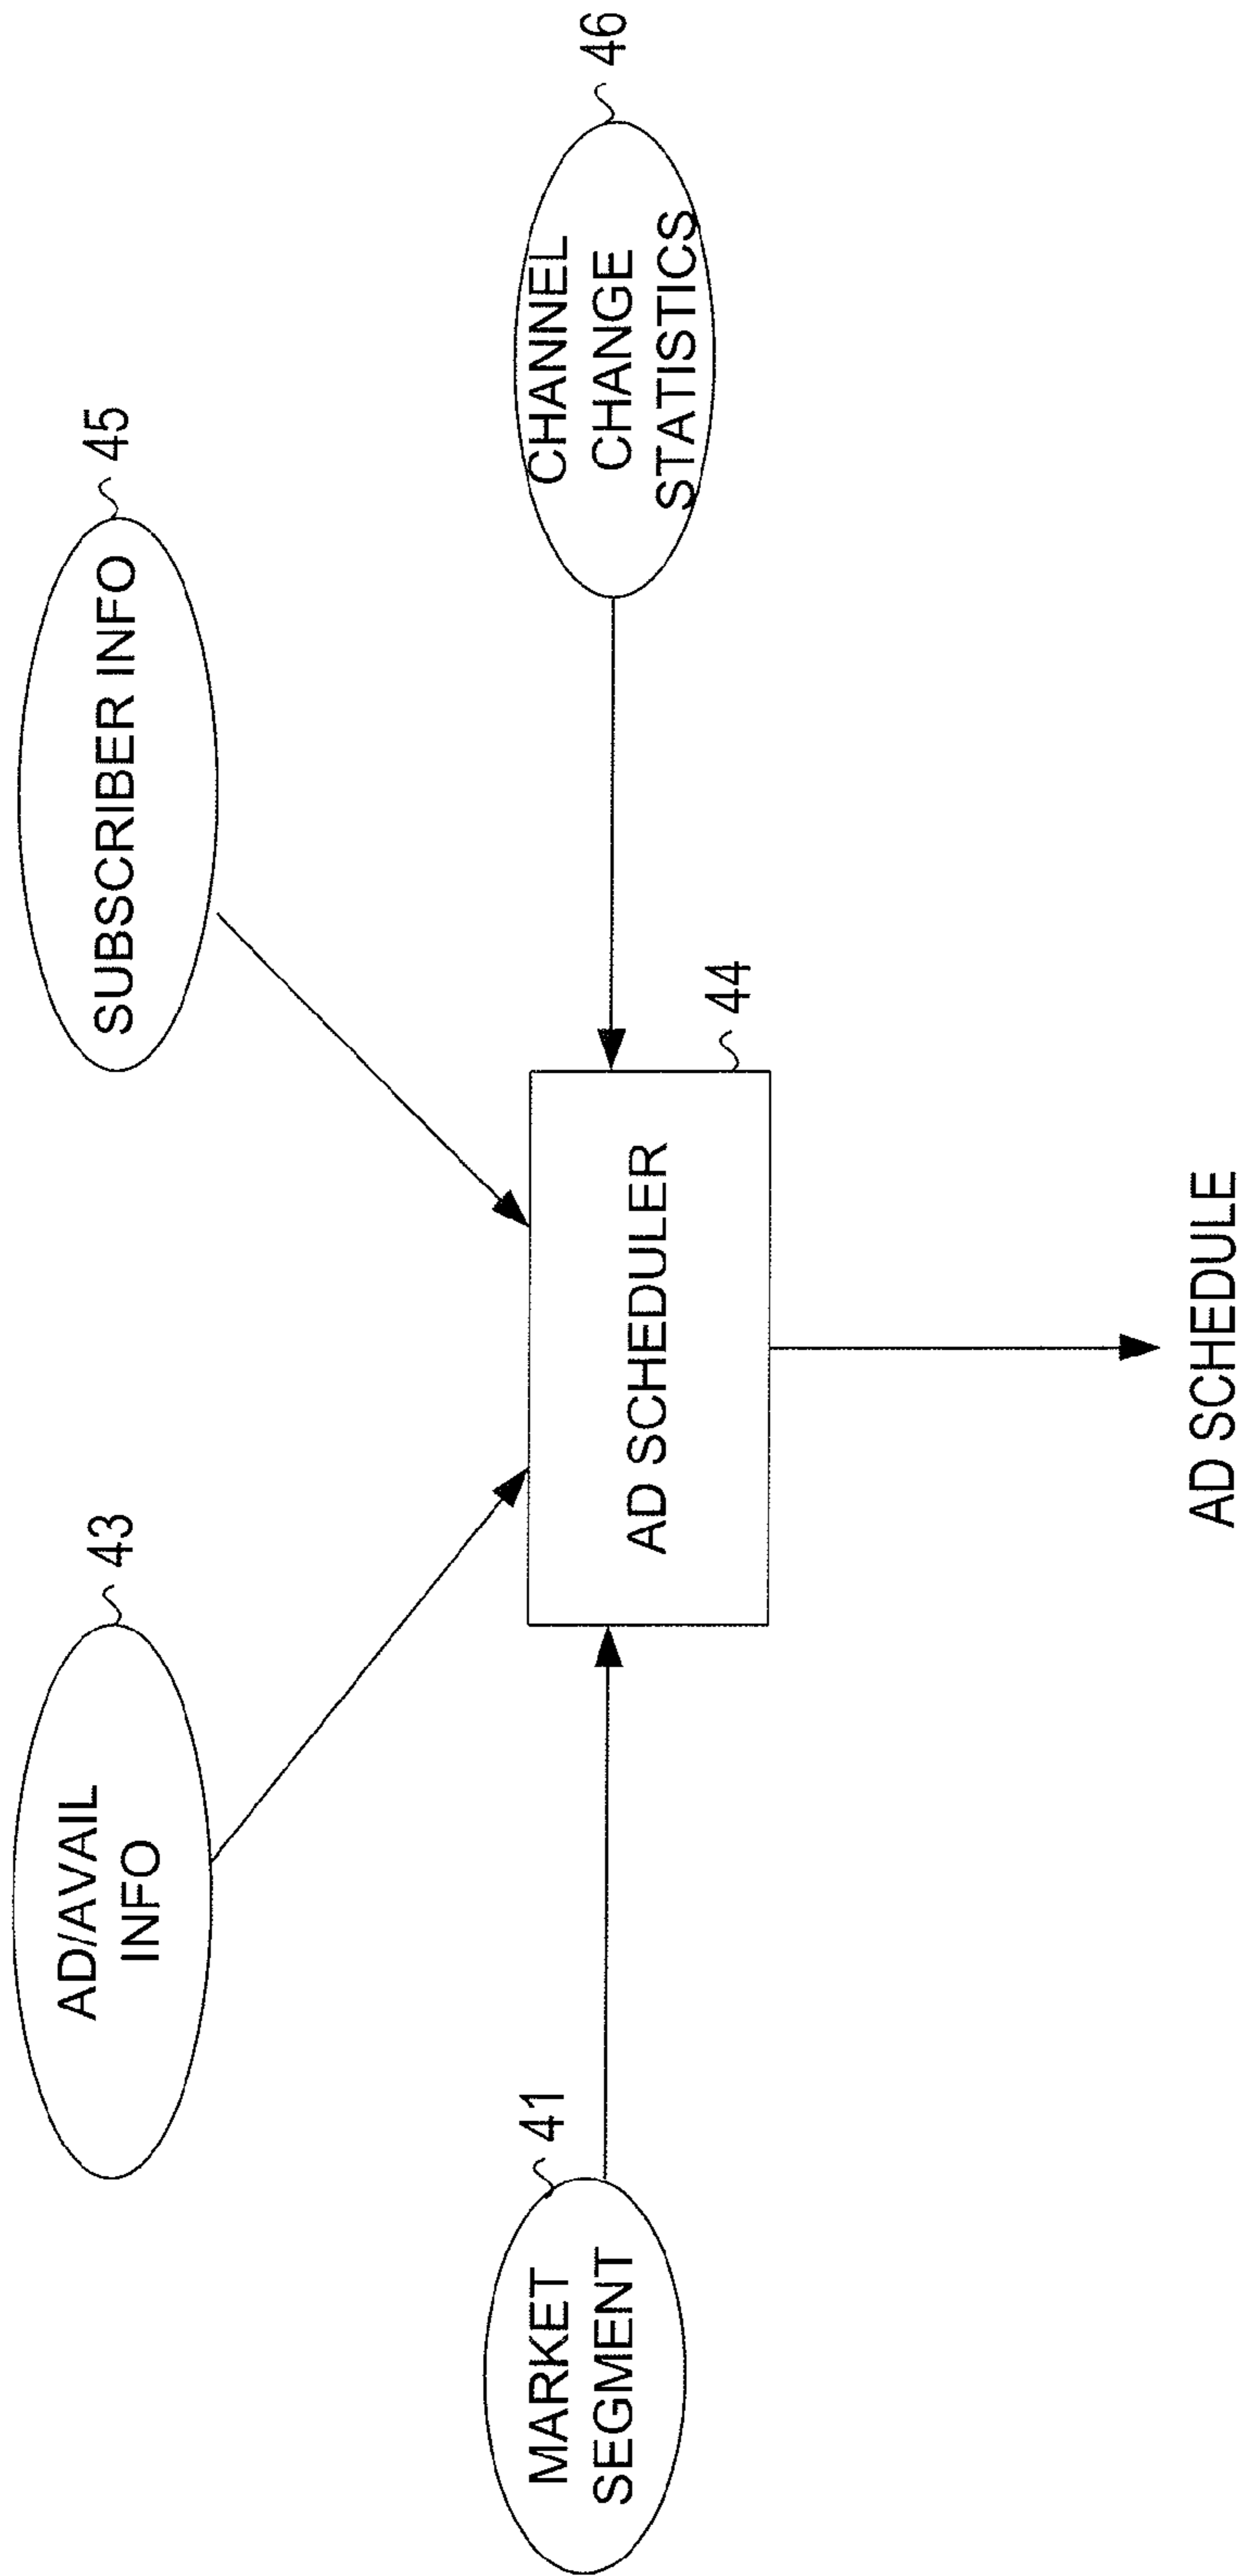 AD/AVAIL
INFO
43
SUBSCRIBER INFO
45
MARKET
SEGMENT
41
AD SCHEDULER
44
CHANNEL
CHANGE
STATISTICS
46
AD SCHEDULE